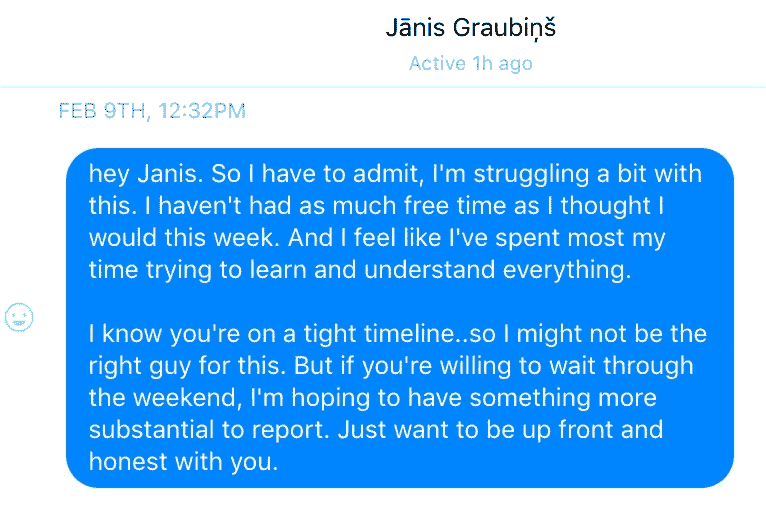 Jānis Graubiņš
Active 1h ago
FEB 9TH, 12:32PM
hey Janis. So I have to admit, I'm struggling a bit with
this. I haven't had as much free time as I thought I
would this week. And I feel like I've spent most my
time trying to learn and understand everything.
I know you're on a tight timeline..so I might not be the
right guy for this. But if you're willing to wait through
the weekend, I'm hoping to have something more
substantial to report. Just want to be up front and
honest with you.